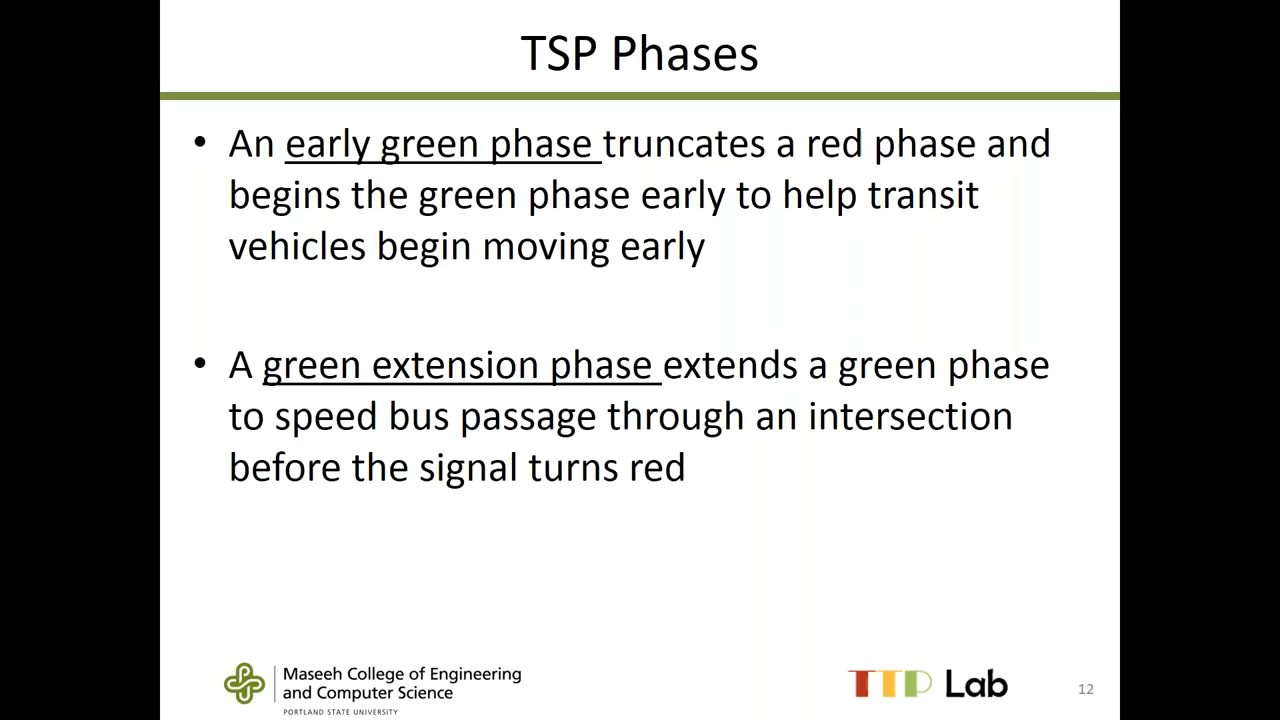 TSP Phases
• An early green phase truncates a red phase and
begins the green phase early to help transit
vehicles begin moving early
• A green extension phase extends a green phase
to speed bus passage through an intersection
before the signal turns red
Maseeh College of Engineering
and Computer Science
PORTLAND STATE UNIVERSITY
TTP Lab
12